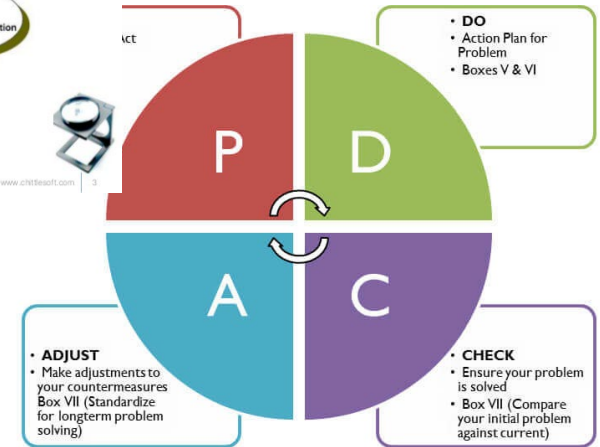 tion
Act
• DO
• Action Plan for
Problem
• Boxes V & VI
P
D
www.chittlesoft.com | 3
A
C
• ADJUST
• Make adjustments to
your countermeasures
Box VII (Standardize
for longterm problem
solving)
• CHECK
• Ensure your problem
is solved
• Box VII (Compare
your initial problem
against current)